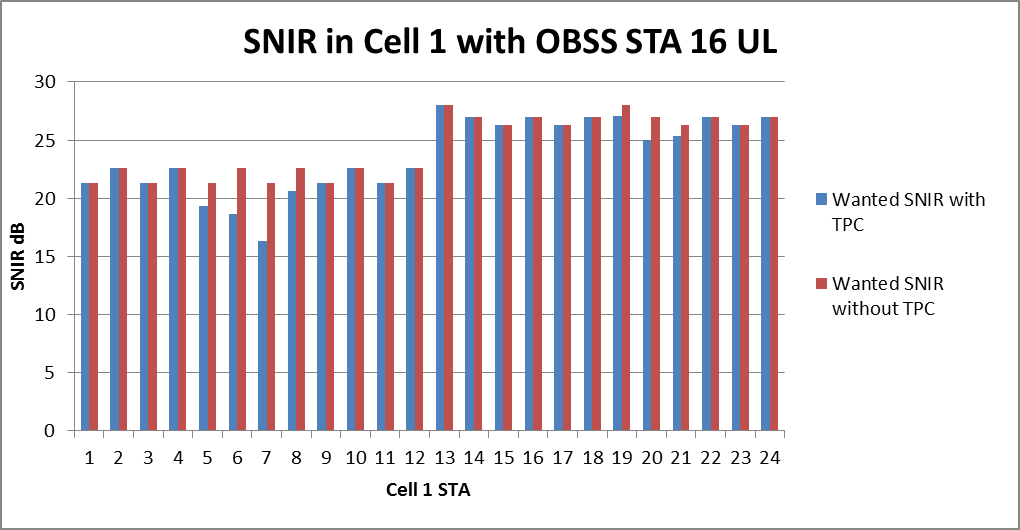 SNIR in Cell 1 with OBSS STA 16 UL
30
25
20
15
10
5
0
SNIR dB
1 2 3 4 5 6 7 8 9 10 11 12 13 14 15 16 17 18 19 20 21 22 23 24
Cell 1 STA
Wanted SNIR with
TPC
Wanted SNIR
without TPC